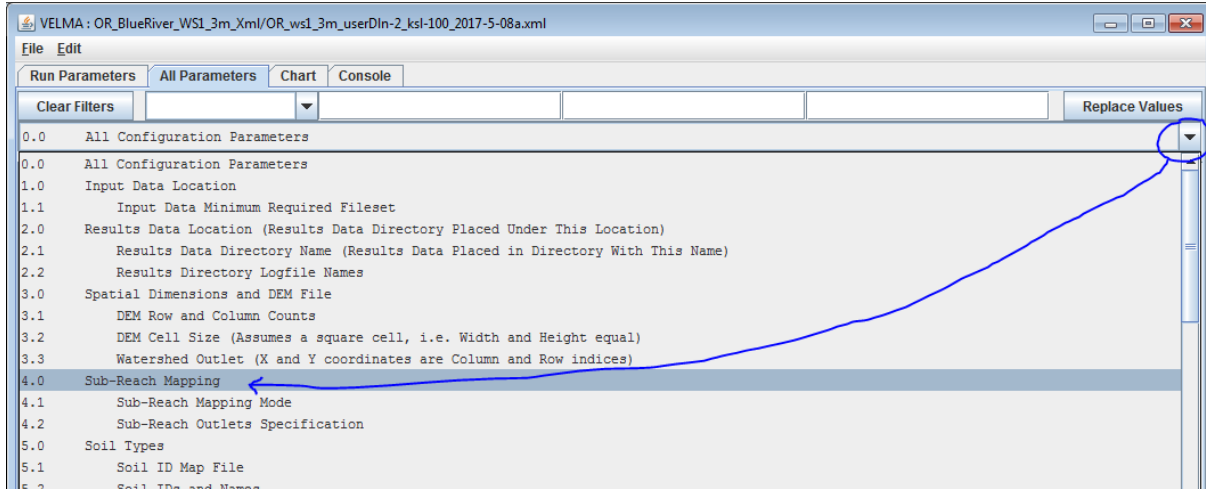 VELMA : OR_BlueRiver_WS1_3m_Xml/OR_ws1_3m_userDIn-2_ksl-100_2017-5-08a.xml
File Edit
Run Parameters All Parameters Chart Console
Clear Filters Replace Values
0.0 All Configuration Parameters
0.0 All Configuration Parameters
1.0 Input Data Location
1.1 Input Data Minimum Required Fileset
2.0 Results Data Location (Results Data Directory Placed Under This Location)
2.1 Results Data Directory Name (Results Data Placed in Directory With This Name)
2.2 Results Directory Logfile Names
3.0 Spatial Dimensions and DEM File
3.1 DEM Row and Column Counts
3.2 DEM Cell Size (Assumes a square cell, i.e. Width and Height equal)
3.3 Watershed Outlet (X and Y coordinates are Column and Row indices)
4.0 Sub-Reach Mapping
4.1 Sub-Reach Mapping Mode
4.2 Sub-Reach Outlets Specification
5.0 Soil Types
5.1 Soil ID Map File
5.2 Soil IDs and Names